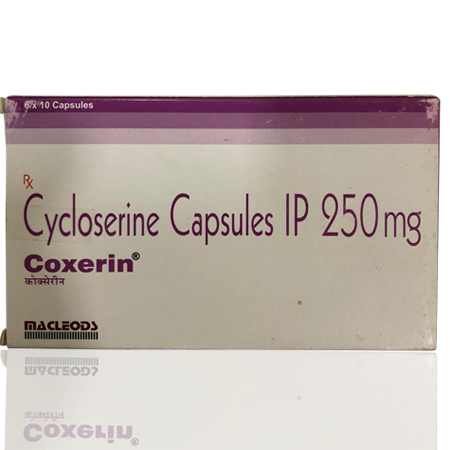 6 x 10 Capsules
Rx
Cycloserine Capsules IP 250 mg
Coxerin®
कोक्सेरीन
MACLEODS